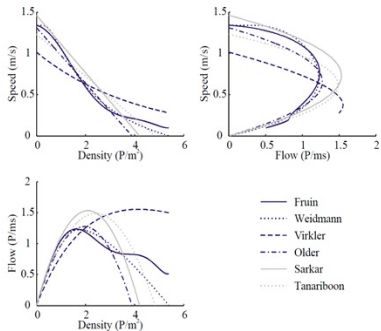 1.5
1
0.5
0
0 2 4 6
Speed (m/s)
Density (P/m²)
1.5
1
0.5
0
0 0.5 1 1.5 2
Speed (m/s)
Flow (P/ms)
2
1.5
1
0.5
0
0 2 4 6
Flow (P/ms)
Density (P/m²)
Fruin
Weidmann
Virkler
Older
Sarkar
Tanariboon